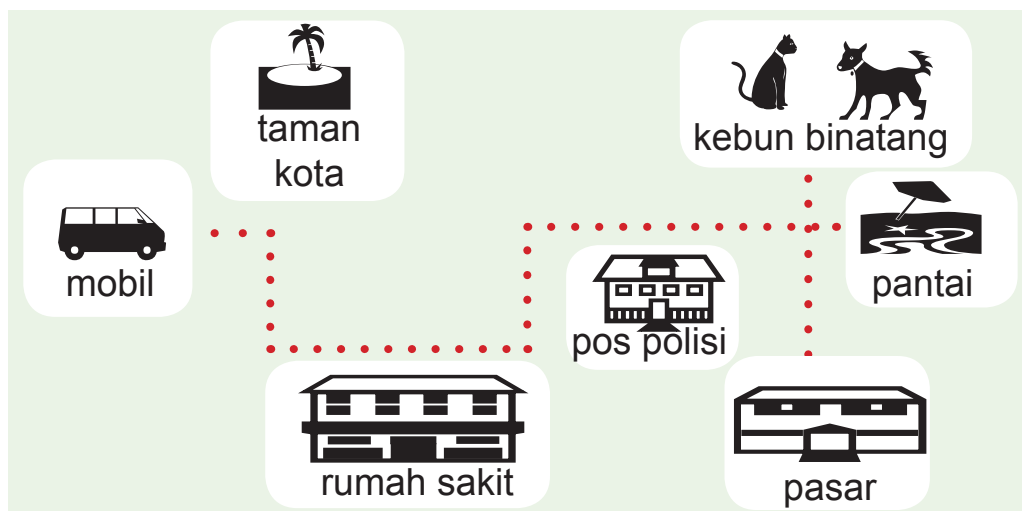 taman
kota
kebun binatang
mobil
pantai
pos polisi
rumah sakit
pasar